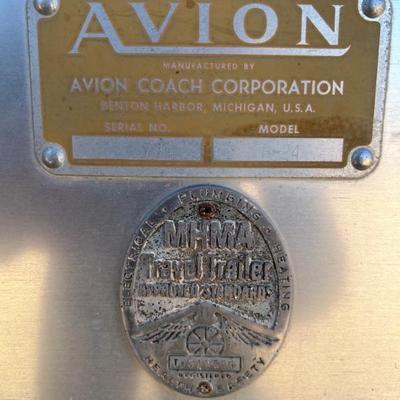 AVION
MANUFACTURED BY
AVION COACH CORPORATION
BENTON HARBOR, MICHIGAN, U.S.A.
SERIAL NO. MODEL
ELECTRICAL • PLUMBING • HEATING
MHMA
Travel Trailer
STANDARDS
REGISTERED
HEALTH SAFETY